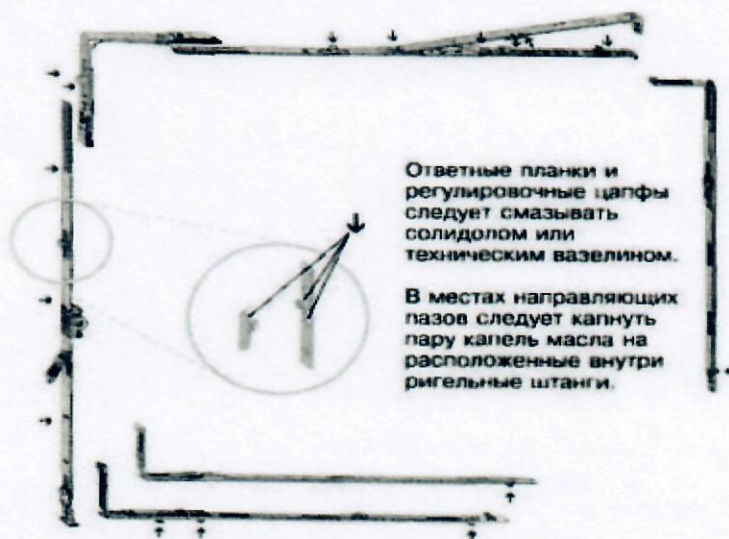 Ответные планки и
регулировочные цапфы
следует смазывать
солидолом или
техническим вазелином.
В местах направляющих
пазов следует капнуть
пару капель масла на
расположенные внутри
ригельные штанги.